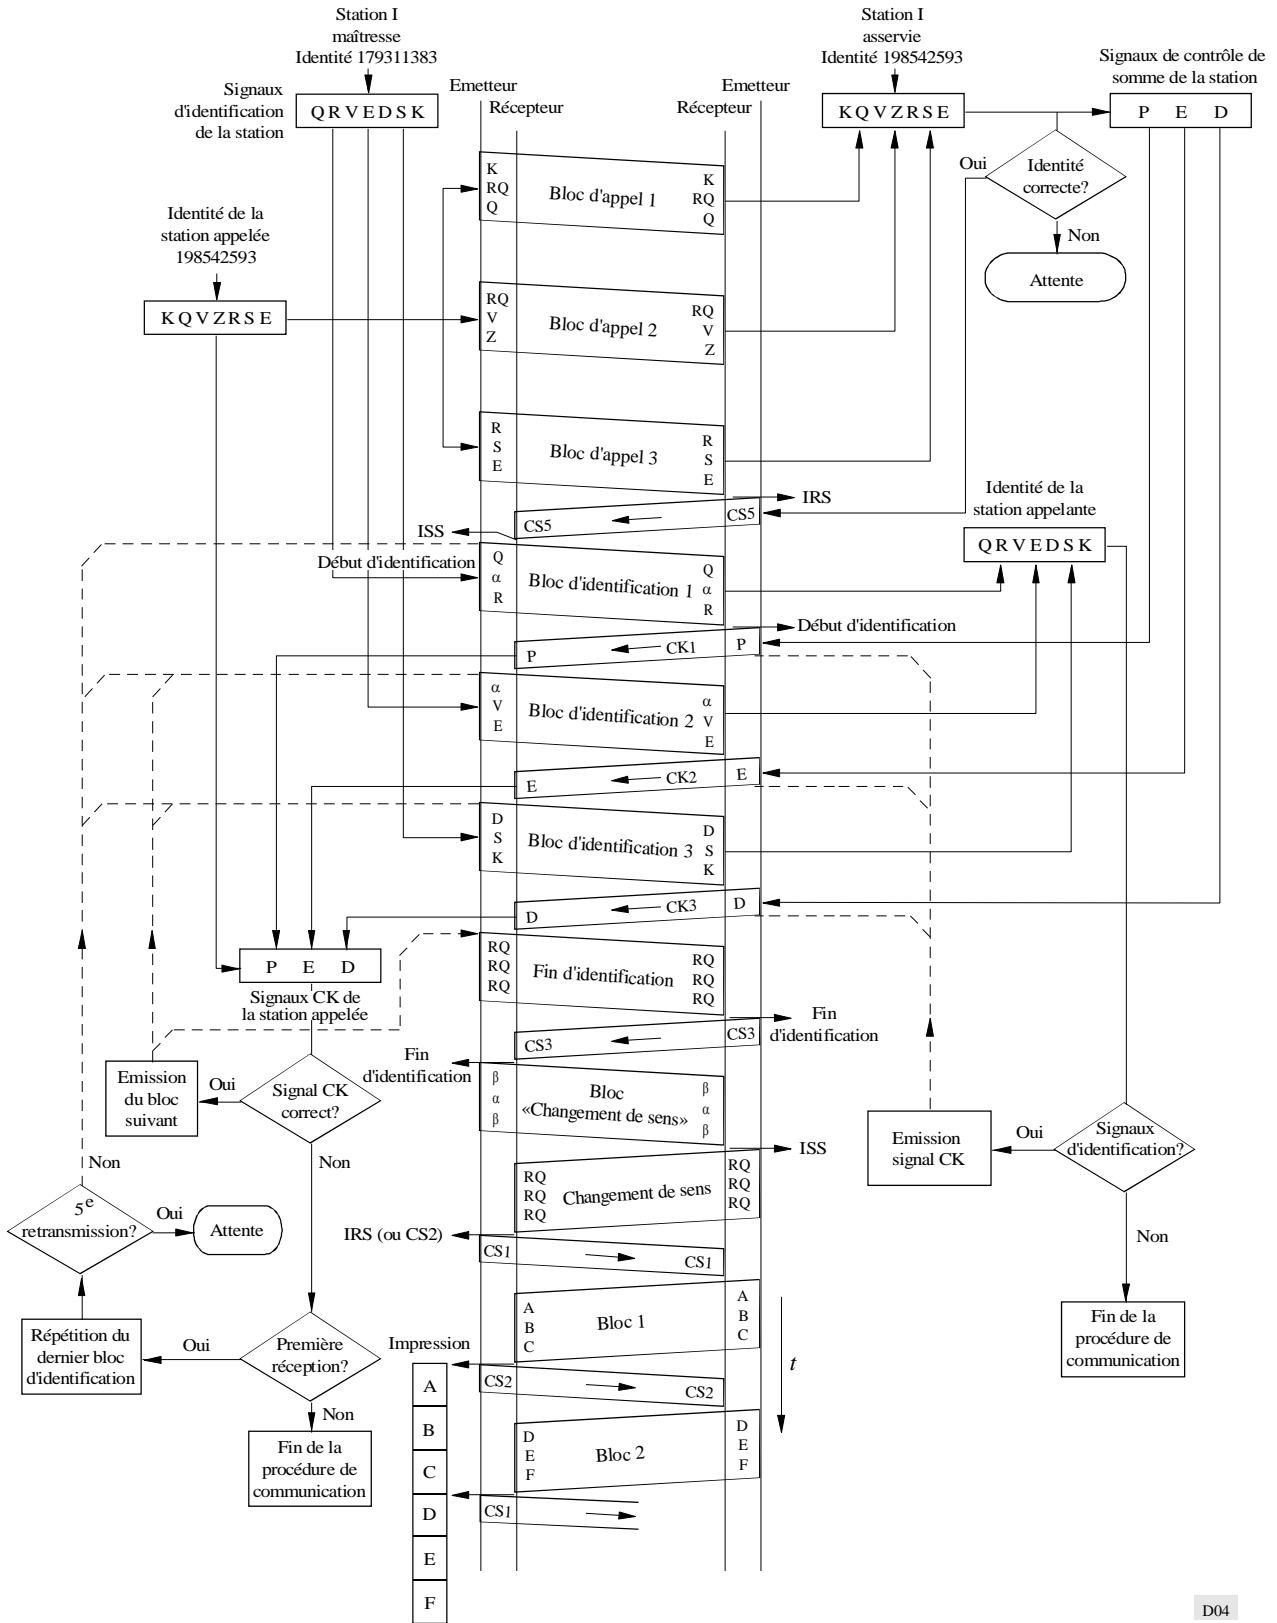 Station I
maîtresse
Identité 179311383
Station I
asservie
Identité 198542593
Signaux de contrôle de
somme de la station
Signaux
d'identification
de la station
Q R V E D S K
Emetteur
Récepteur
Emetteur
Récepteur
K Q V Z R S E
P E D
Oui
Identité
correcte?
Non
Attente
K
RQ
Q
Bloc d'appel 1
K
RQ
Q
Identité de la
station appelée
198542593
K Q V Z R S E
RQ
V
Z
Bloc d'appel 2
RQ
V
Z
R
S
E
Bloc d'appel 3
R
S
E
IRS
CS5
CS5
ISS
Identité de la
station appelante
Q R V E D S K
Début d'identification
Q
α
R
Bloc d'identification 1
Q
α
R
Début d'identification
P
CK1
P
α
V
E
Bloc d'identification 2
α
V
E
E
CK2
E
D
S
K
Bloc d'identification 3
D
S
K
D
CK3
D
P E D
Signaux CK de
la station appelée
RQ
RQ
RQ
Fin d'identification
RQ
RQ
RQ
Fin
d'identification
CS3
CS3
Fin
d'identification
β
α
β
Bloc
«Changement de sens»
β
α
β
Emission
du bloc
suivant
Oui
Signal CK
correct?
Non
Non
ISS
Emission
signal CK
Oui
Signaux
d'identification?
Non
RQ
RQ
RQ
Changement de sens
RQ
RQ
RQ
5e
retransmission?
Oui
Attente
IRS (ou CS2)
CS1
CS1
A
B
C
Bloc 1
A
B
C
t
Fin de la
procédure de
communication
Répétition du
dernier bloc
d'identification
Oui
Première
réception?
Non
Impression
CS2
CS2
D
E
F
Bloc 2
D
E
F
Fin de la
procédure de
communication
CS1
A
B
C
D
E
F
D04